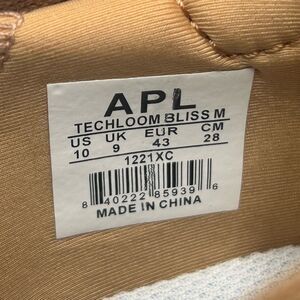 APL
TECHLOOM BLISS M
US UK EUR CM
10 9 43 28
1221XC
8 40222 85939 6
MADE IN CHINA